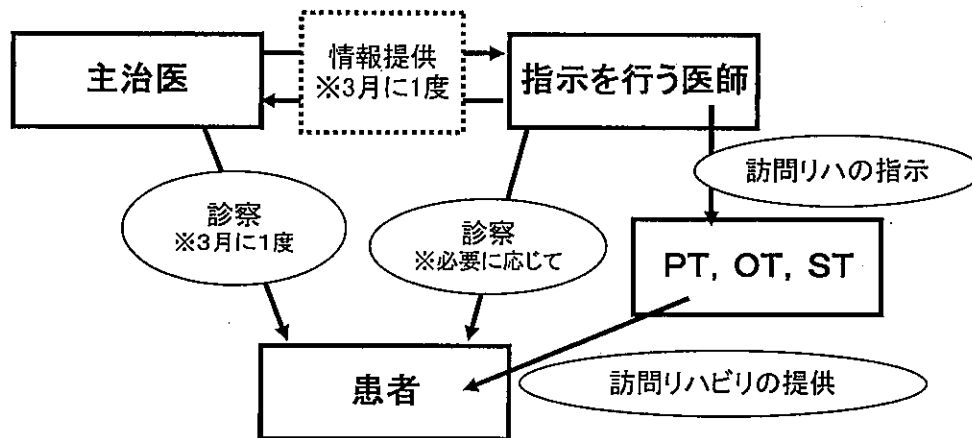 情報提供
※3月に1度
主治医
指示を行う医師
訪問リハの指示
診察
※3月に1度
診察
※必要に応じて
PT, OT, ST
患者
訪問リハビリの提供